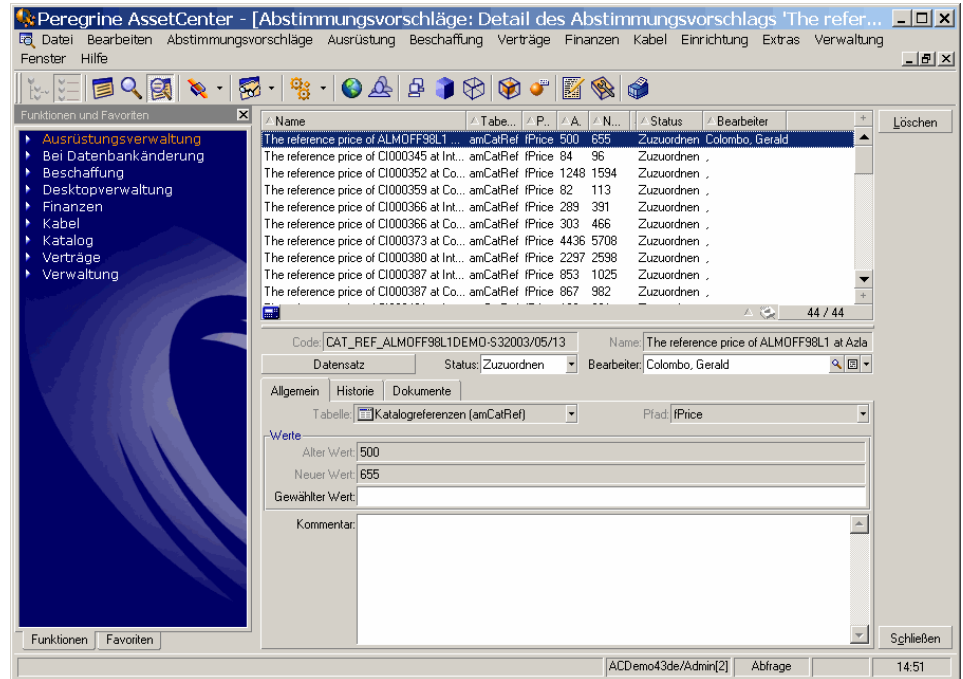 Peregrine AssetCenter - [Abstimmungsvorschläge: Detail des Abstimmungsvorschlags 'The refer...
Datei Bearbeiten Abstimmungsvorschläge Ausrüstung Beschaffung Verträge Finanzen Kabel Einrichtung Extras Verwaltung
Fenster Hilfe
Funktionen und Favoriten
Ausrüstungsverwaltung
Bei Datenbankänderung
Beschaffung
Desktopverwaltung
Finanzen
Kabel
Katalog
Verträge
Verwaltung
Funktionen Favoriten
Name Tabe... P.. A. N... Status Bearbeiter
The reference price of ALMOFF98L1 ... amCatRef fPrice 500 655 Zuzuordnen Colombo, Gerald
The reference price of CI000345 at Int... amCatRef fPrice 84 96 Zuzuordnen ,
The reference price of CI000352 at Co... amCatRef fPrice 1248 1594 Zuzuordnen ,
The reference price of CI000359 at Co... amCatRef fPrice 82 113 Zuzuordnen ,
The reference price of CI000366 at Int... amCatRef fPrice 289 391 Zuzuordnen ,
The reference price of CI000366 at Co... amCatRef fPrice 303 466 Zuzuordnen ,
The reference price of CI000373 at Co... amCatRef fPrice 4436 5708 Zuzuordnen ,
The reference price of CI000380 at Int... amCatRef fPrice 2297 2598 Zuzuordnen ,
The reference price of CI000387 at Int... amCatRef fPrice 853 1025 Zuzuordnen ,
The reference price of CI000387 at Co... amCatRef fPrice 867 982 Zuzuordnen ,
44 / 44
Code: CAT_REF_ALMOFF98L1DEMO-S32003/05/13 Name: The reference price of ALMOFF98L1 at Azla
Datensatz Status: Zuzuordnen Bearbeiter: Colombo, Gerald
Allgemein Historie Dokumente
Tabelle: Katalogreferenzen (amCatRef) Pfad: fPrice
Werte
Alter Wert: 500
Neuer Wert: 655
Gewählter Wert:
Kommentar:
Löschen
Schließen
ACDemo43de/Admin[2] Abfrage 14:51